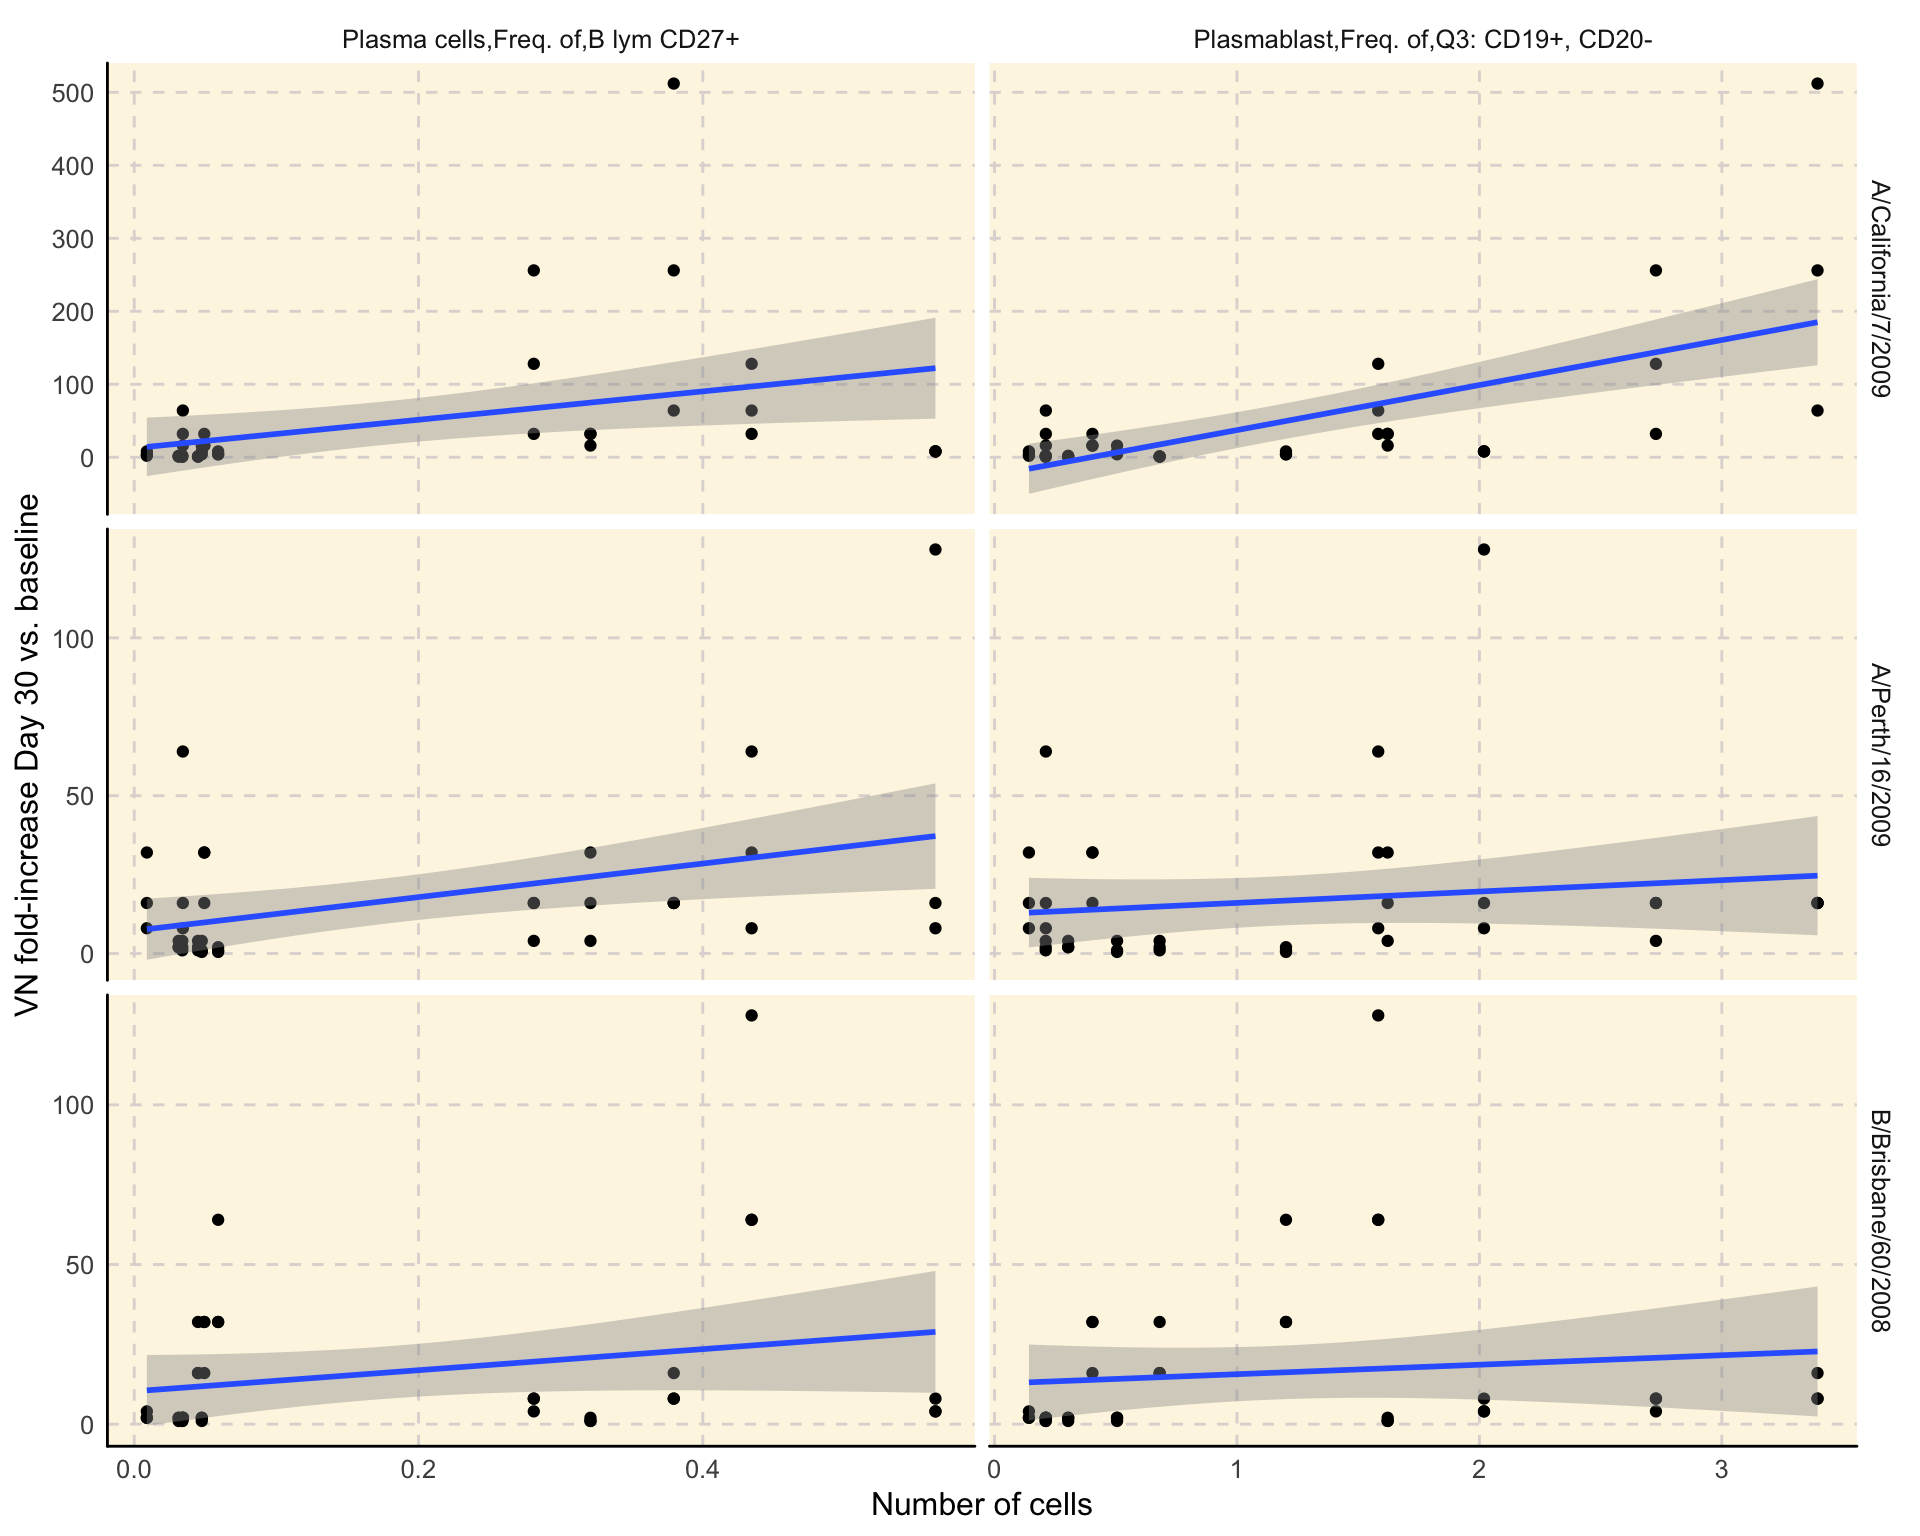 Plasma cells,Freq. of,B lym CD27+
Plasmablast,Freq. of,Q3: CD19+, CD20-
500
400
300
200
100
0
A/California/7/2009
VN fold-increase Day 30 vs. baseline
100
50
0
A/Perth/16/2009
100
50
0
B/Brisbane/60/2008
0.0
0.2
0.4
0
1
2
3
Number of cells